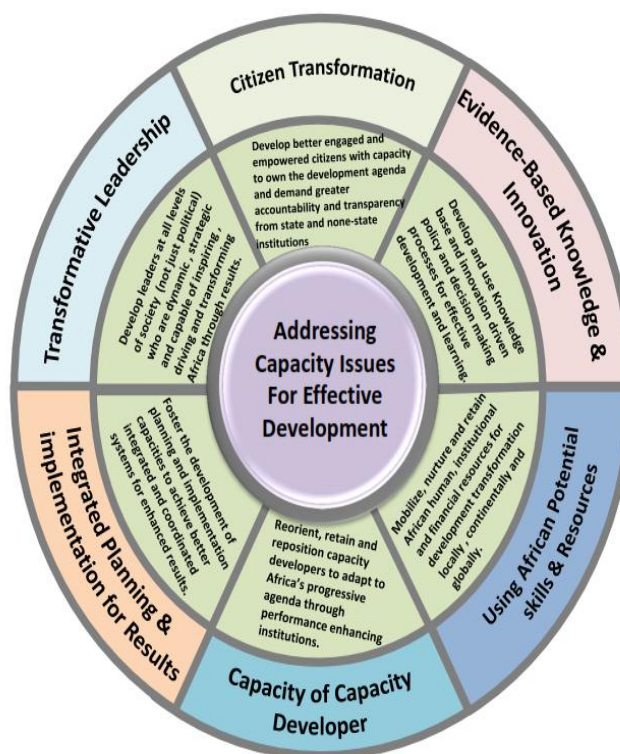 Citizen Transformation
Develop better engaged and
empowered citizens with capacity
to own the development agenda
and demand greater
accountability and transparency
from state and none-state
institutions
Evidence-Based Knowledge &
Innovation
Develop and use Knowledge
base and Innovation driven
policy and decision making
processes for effective
development and learning.
Using African Potential
skills & Resources
Mobilize, nurture and retain
African human, institutional
and financial resources for
development transformation
locally , continentally and
globally.
Capacity of Capacity
Developer
Reorient, retain and
reposition capacity
developers to adapt to
Africa's progressive
agenda through
performance enhancing
institutions.
Integrated Planning &
implementation for Results
Foster the development of
planning and implementation
capacities to achieve better
integrated and coordinated
systems for enhanced results.
Transformative Leadership
Develop leaders at all levels
of society (not just political)
who are dynamic , strategic
and capable of inspiring ,
driving and transforming
Africa through results.
Addressing
Capacity Issues
For Effective
Development